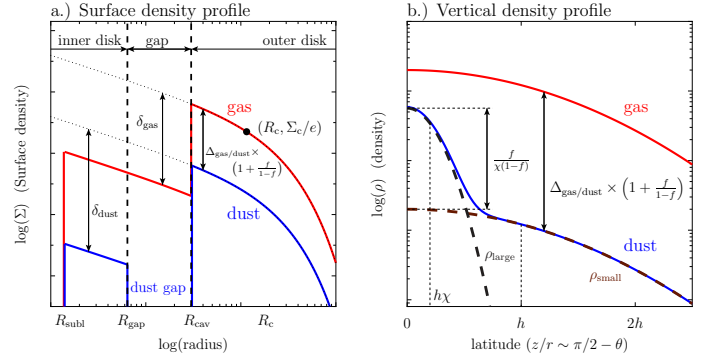 a.) Surface density profile
inner disk
gap
outer disk
log(Σ) (Surface density)
δ_gas
δ_dust
gas
(R_c, Σ_c/e)
Δ_gas/dust ×
(1 + f/(1−f))
dust
dust gap
R_subl
R_gap
R_cav
R_c
log(radius)
b.) Vertical density profile
log(ρ) (density)
gas
f/(χ(1−f))
Δ_gas/dust × (1 + f/(1−f))
dust
ρ_large
ρ_small
hχ
0
h
2h
latitude (z/r ∼ π/2 − θ)